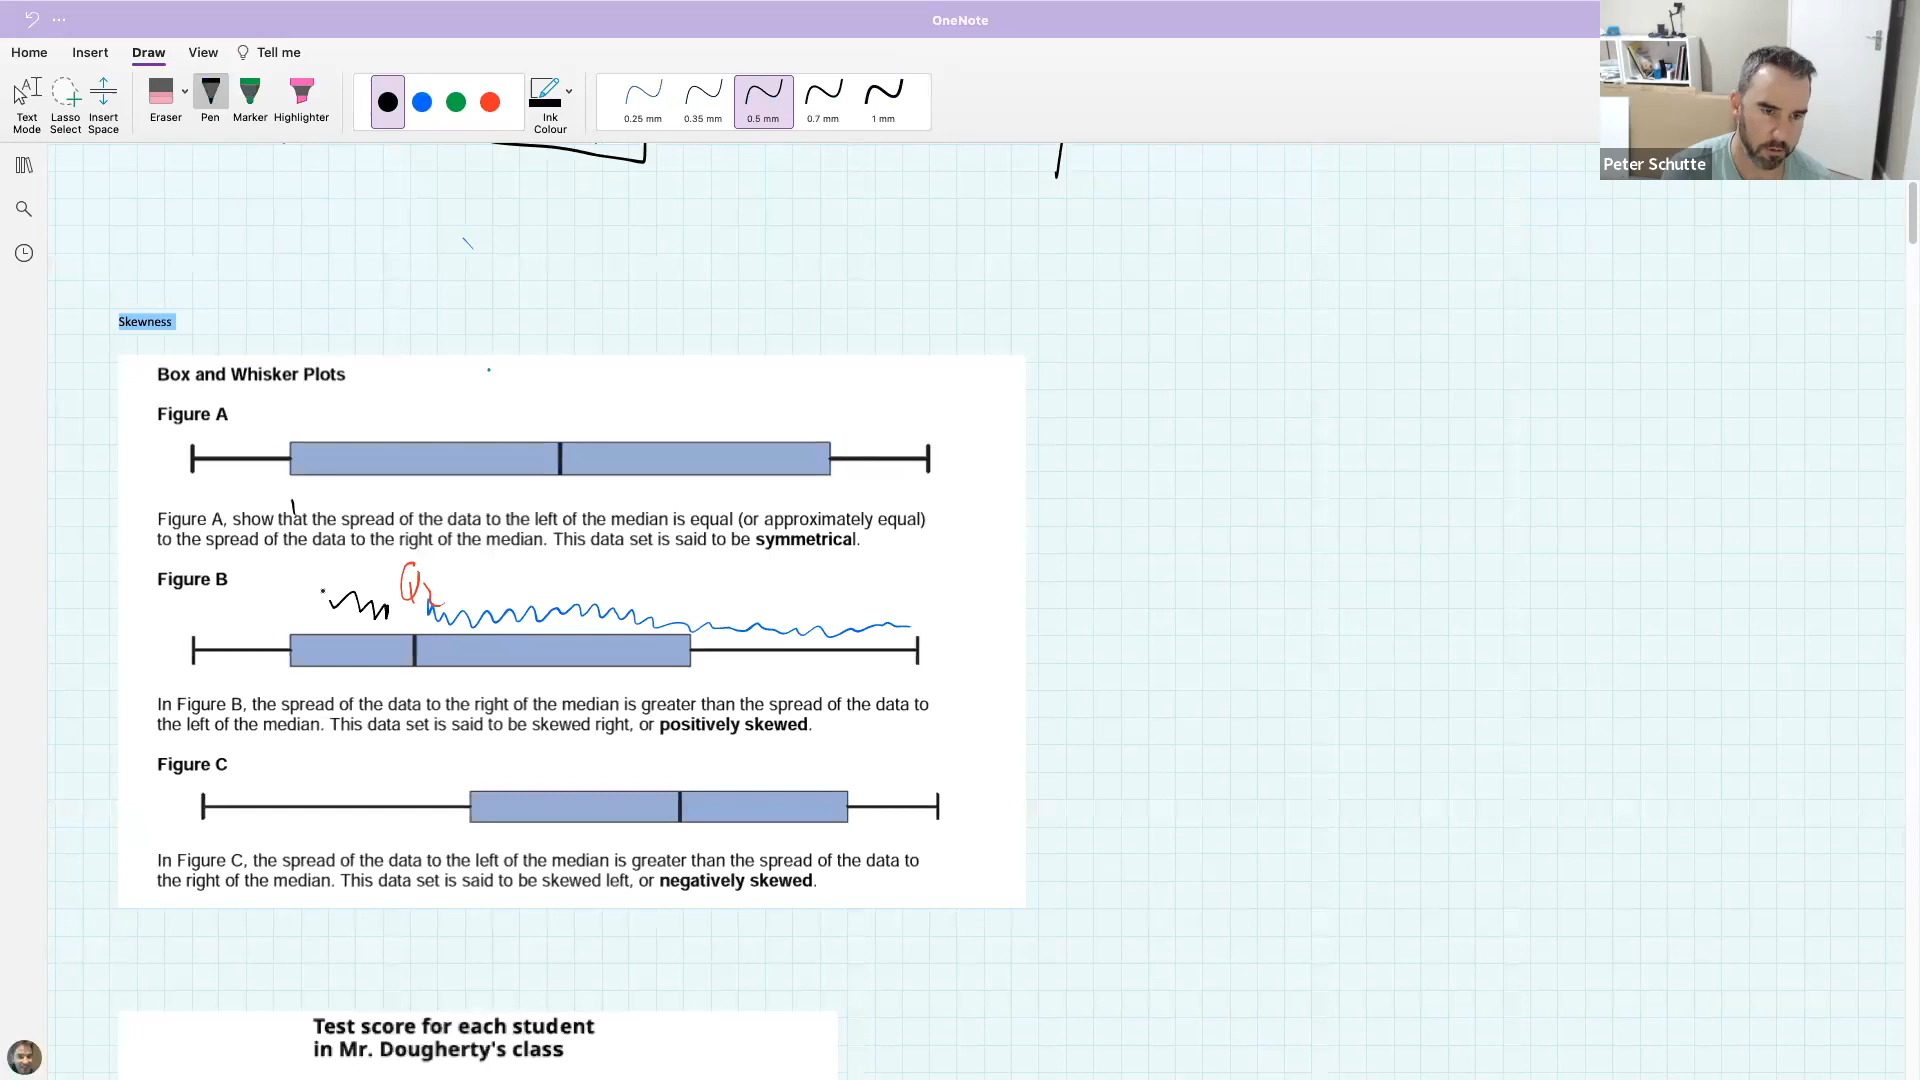 OneNote
Home Insert Draw View Tell me
Text Mode
Lasso Select
Insert Space
Eraser
Pen
Marker
Highlighter
Ink Colour
0.25 mm
0.35 mm
0.5 mm
0.7 mm
1 mm
Peter Schutte
Skewness
Box and Whisker Plots
Figure A
Figure A, show that the spread of the data to the left of the median is equal (or approximately equal)
to the spread of the data to the right of the median. This data set is said to be symmetrical.
Figure B
Q2
In Figure B, the spread of the data to the right of the median is greater than the spread of the data to
the left of the median. This data set is said to be skewed right, or positively skewed.
Figure C
In Figure C, the spread of the data to the left of the median is greater than the spread of the data to
the right of the median. This data set is said to be skewed left, or negatively skewed.
Test score for each student
in Mr. Dougherty's class